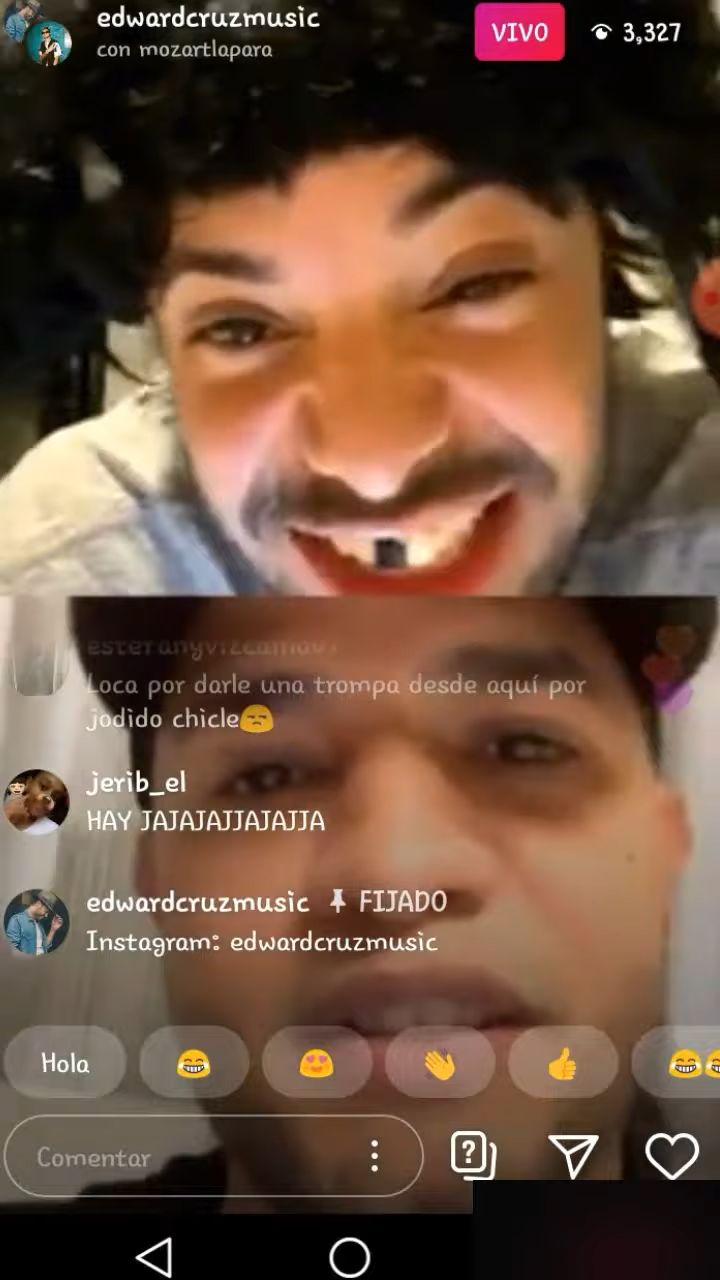 edwardcruzmusic
con mozartlapara
VIVO
3,327
Loca por darle una trompa desde aquí por
jodido chicle😒
jerib_el
HAY JAJAJAJJAJAJJA
edwardcruzmusic FIJADO
Instagram: edwardcruzmusic
Hola
Comentar